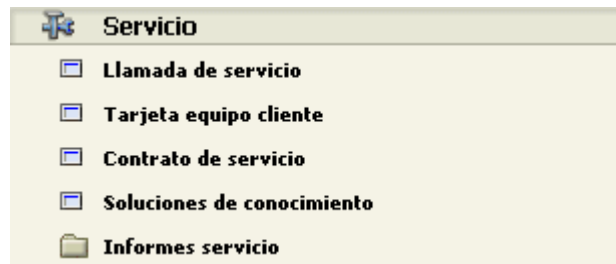 Servicio
Llamada de servicio
Tarjeta equipo cliente
Contrato de servicio
Soluciones de conocimiento
Informes servicio